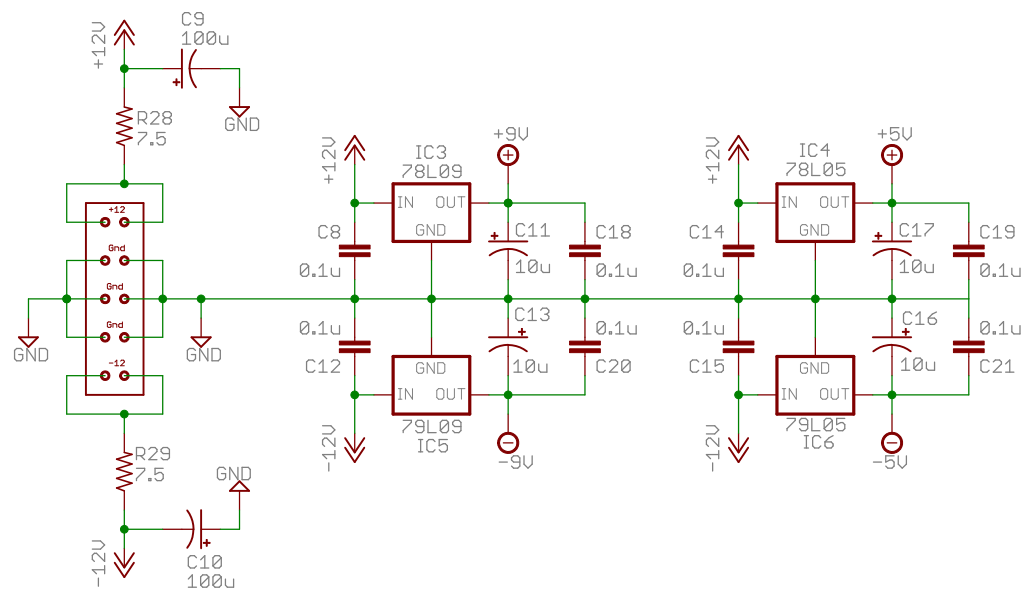 C9
100u
+12V
GND
R28
7.5
+12
Gnd
Gnd
Gnd
-12
GND
GND
R29
7.5
GND
-12V
C10
100u
+12V
IC3
78L09
+9V
IN OUT
GND
C8
0.1u
C11
10u
C18
0.1u
0.1u
C12
C13
10u
0.1u
C20
GND
IN OUT
79L09
IC5
-12V
-9V
+12V
IC4
78L05
+5V
IN OUT
GND
C14
0.1u
C17
10u
C19
0.1u
0.1u
C15
C16
10u
0.1u
C21
GND
IN OUT
79L05
IC6
-12V
-5V